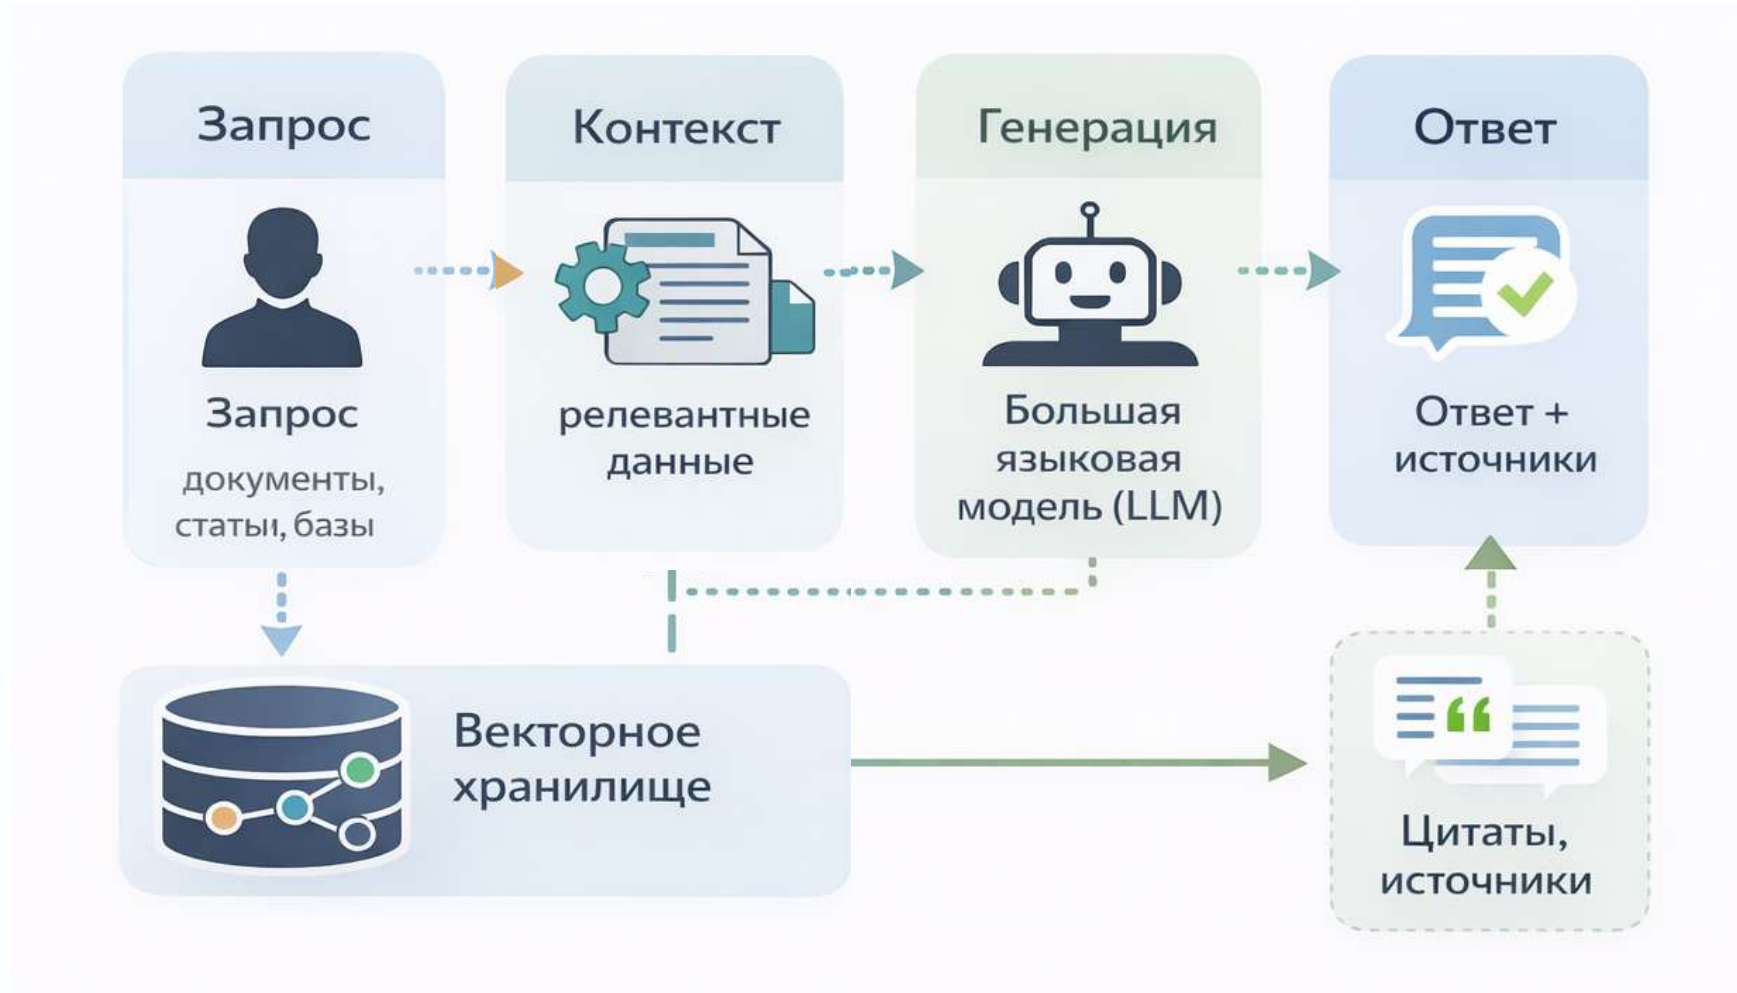 Запрос
Контекст
Генерация
Ответ
Запрос
документы,
статьи, базы
релевантные
данные
Большая
языковая
модель (LLM)
Ответ +
источники
Векторное
хранилище
Цитаты,
источники